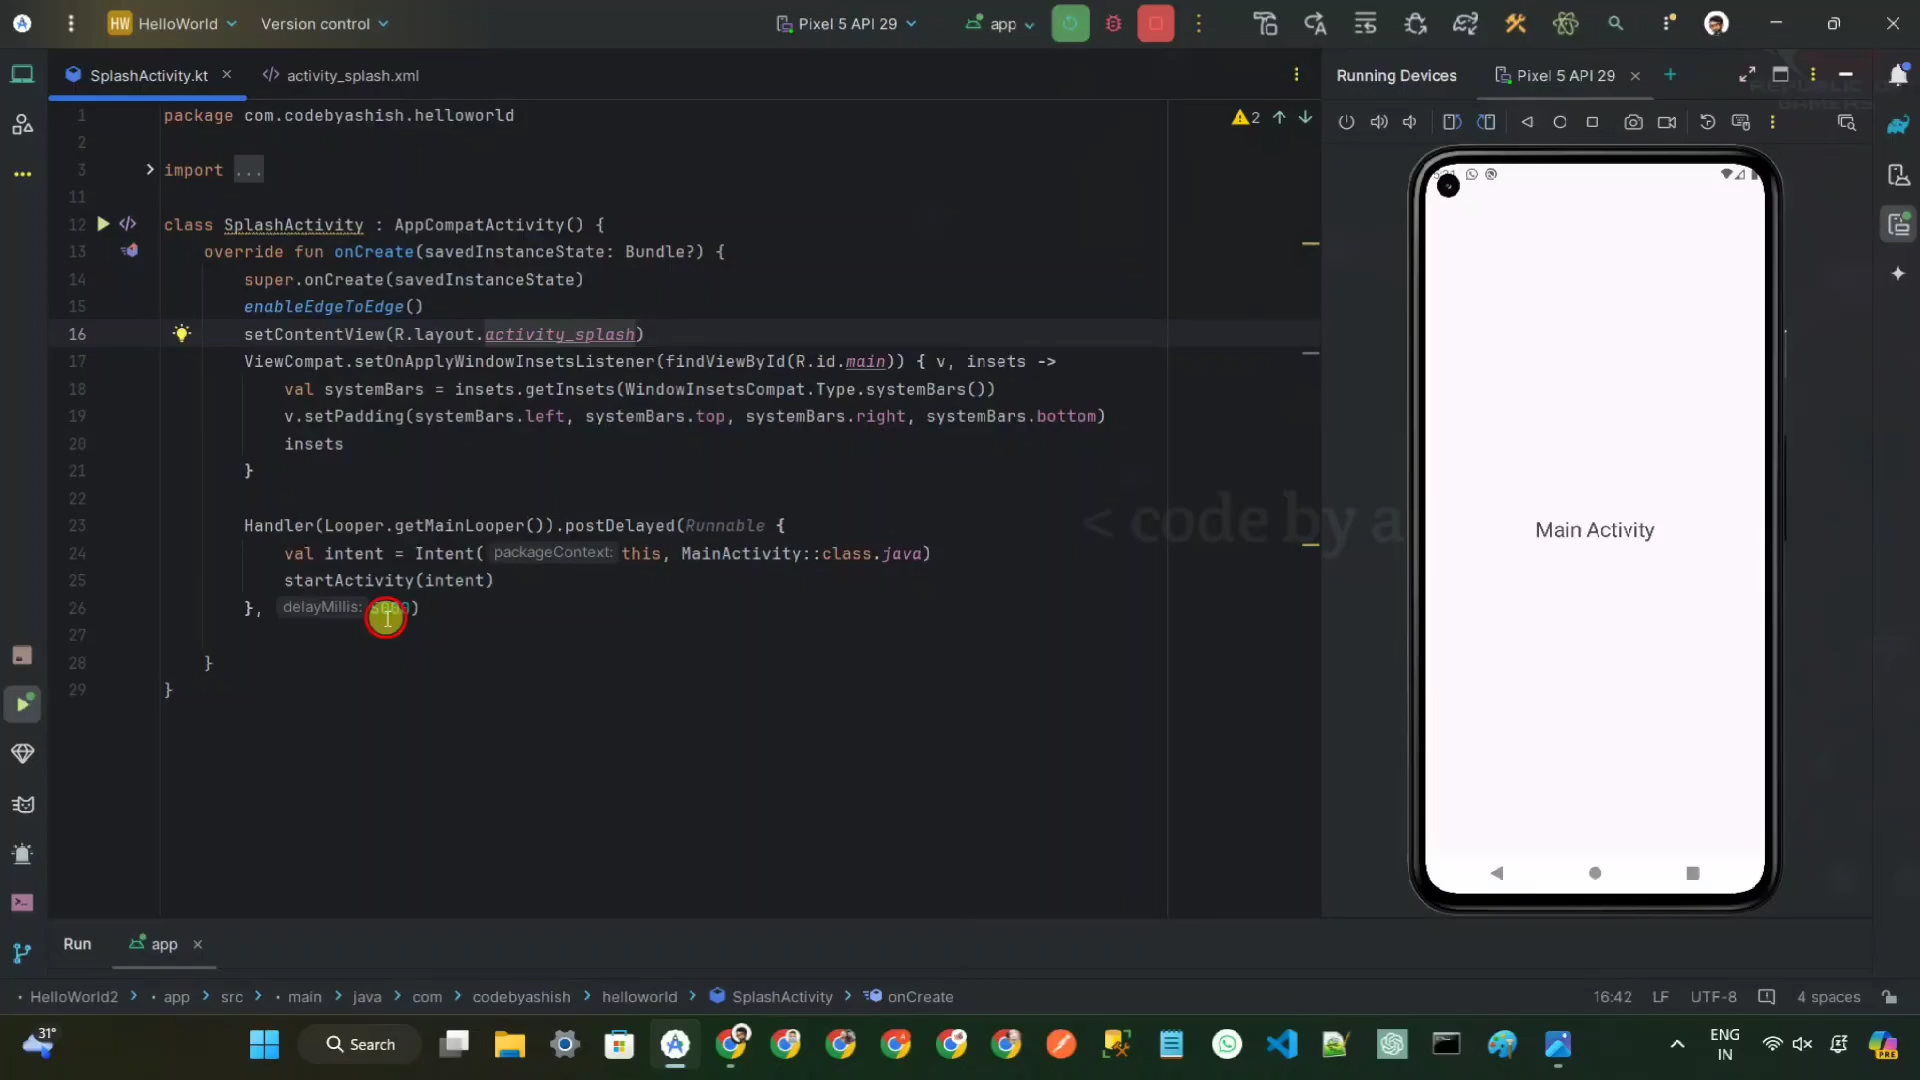 HW HelloWorld Version control Pixel 5 API 29 app
SplashActivity.kt activity_splash.xml Running Devices Pixel 5 API 29
1 package com.codebyashish.helloworld 2
2
3 import ...
11
12 class SplashActivity : AppCompatActivity() {
13 override fun onCreate(savedInstanceState: Bundle?) {
14 super.onCreate(savedInstanceState)
15 enableEdgeToEdge()
16 setContentView(R.layout.activity_splash)
17 ViewCompat.setOnApplyWindowInsetsListener(findViewById(R.id.main)) { v, insets ->
18 val systemBars = insets.getInsets(WindowInsetsCompat.Type.systemBars())
19 v.setPadding(systemBars.left, systemBars.top, systemBars.right, systemBars.bottom)
20 insets
21 }
22
23 Handler(Looper.getMainLooper()).postDelayed(Runnable {
24 val intent = Intent( packageContext: this, MainActivity::class.java)
25 startActivity(intent)
26 }, delayMillis: )
27
28 }
29 }
< code by a
Main Activity
Run app
HelloWorld2 > app > src > main > java > com > codebyashish > helloworld > SplashActivity > onCreate 16:42 LF UTF-8 4 spaces
31° Search ENG
IN
PRE